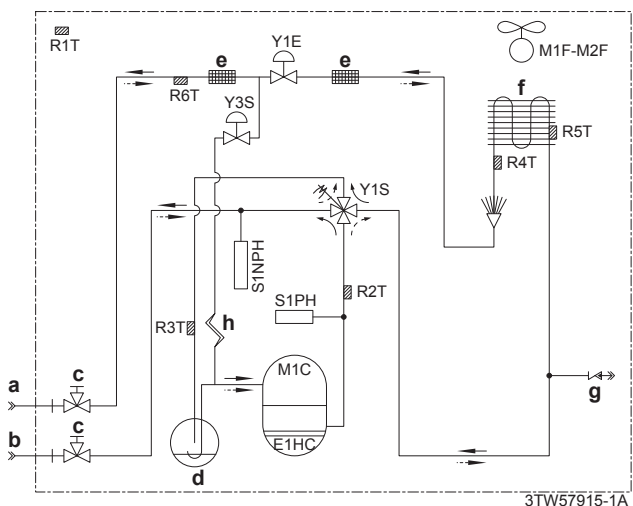 R1T
Y1E
M1F-M2F
e
e
f
R6T
Y3S
R5T
R4T
Y1S
S1NPH
R2T
S1PH
R3T
h
a
c
M1C
g
b
c
E1HC
d
3TW57915-1A